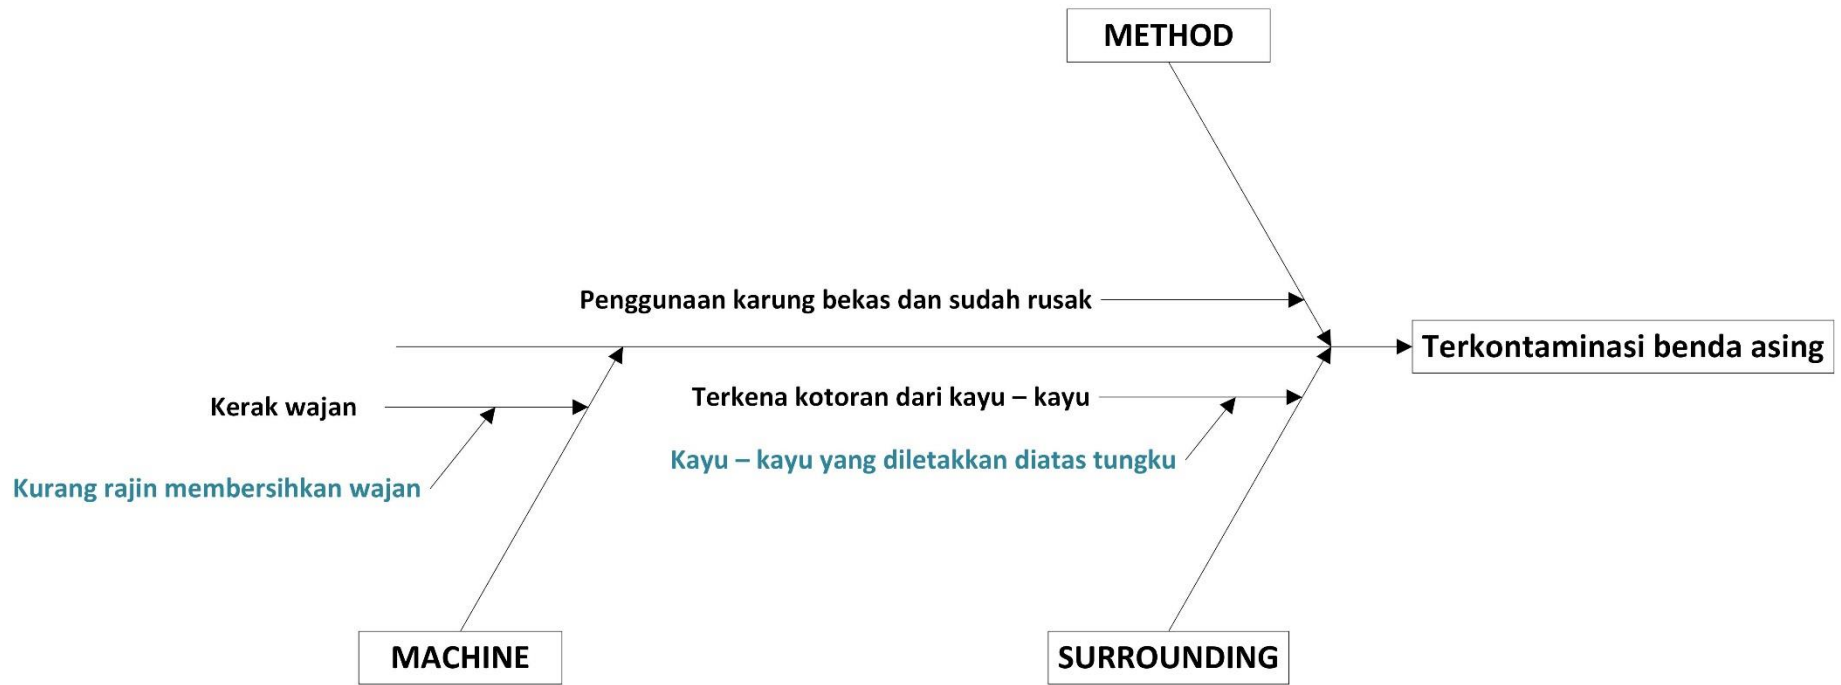 METHOD
Penggunaan karung bekas dan sudah rusak
Terkontaminasi benda asing
Kerak wajan
Terkena kotoran dari kayu – kayu
Kayu – kayu yang diletakkan diatas tungku
Kurang rajin membersihkan wajan
MACHINE
SURROUNDING